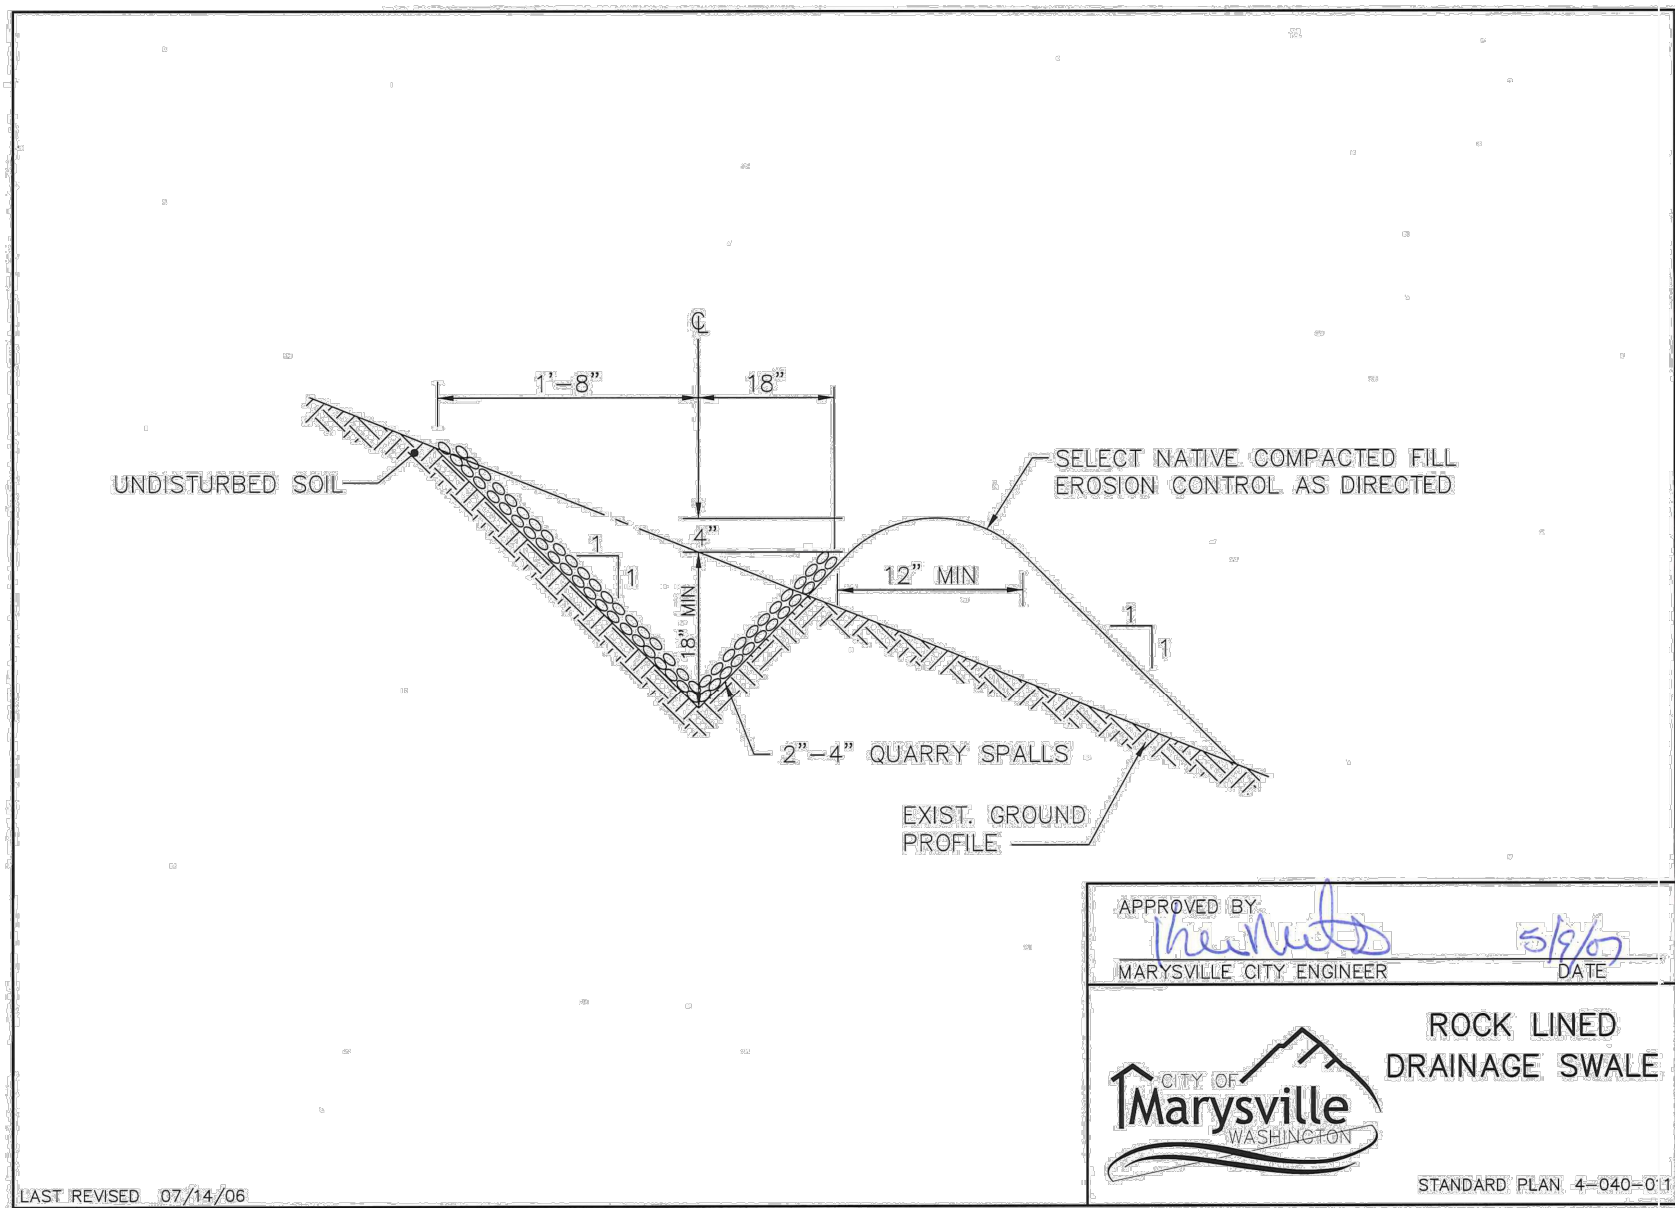 ℄
1'-8"
18"
UNDISTURBED SOIL
SELECT NATIVE COMPACTED FILL
EROSION CONTROL AS DIRECTED
4"
1
1
18" MIN
12" MIN
1
1
2"-4" QUARRY SPALLS
EXIST. GROUND
PROFILE
APPROVED BY
5/9/07
MARYSVILLE CITY ENGINEER DATE
ROCK LINED
DRAINAGE SWALE
CITY OF
Marysville
WASHINGTON
LAST REVISED 07/14/06
STANDARD PLAN 4-040-011